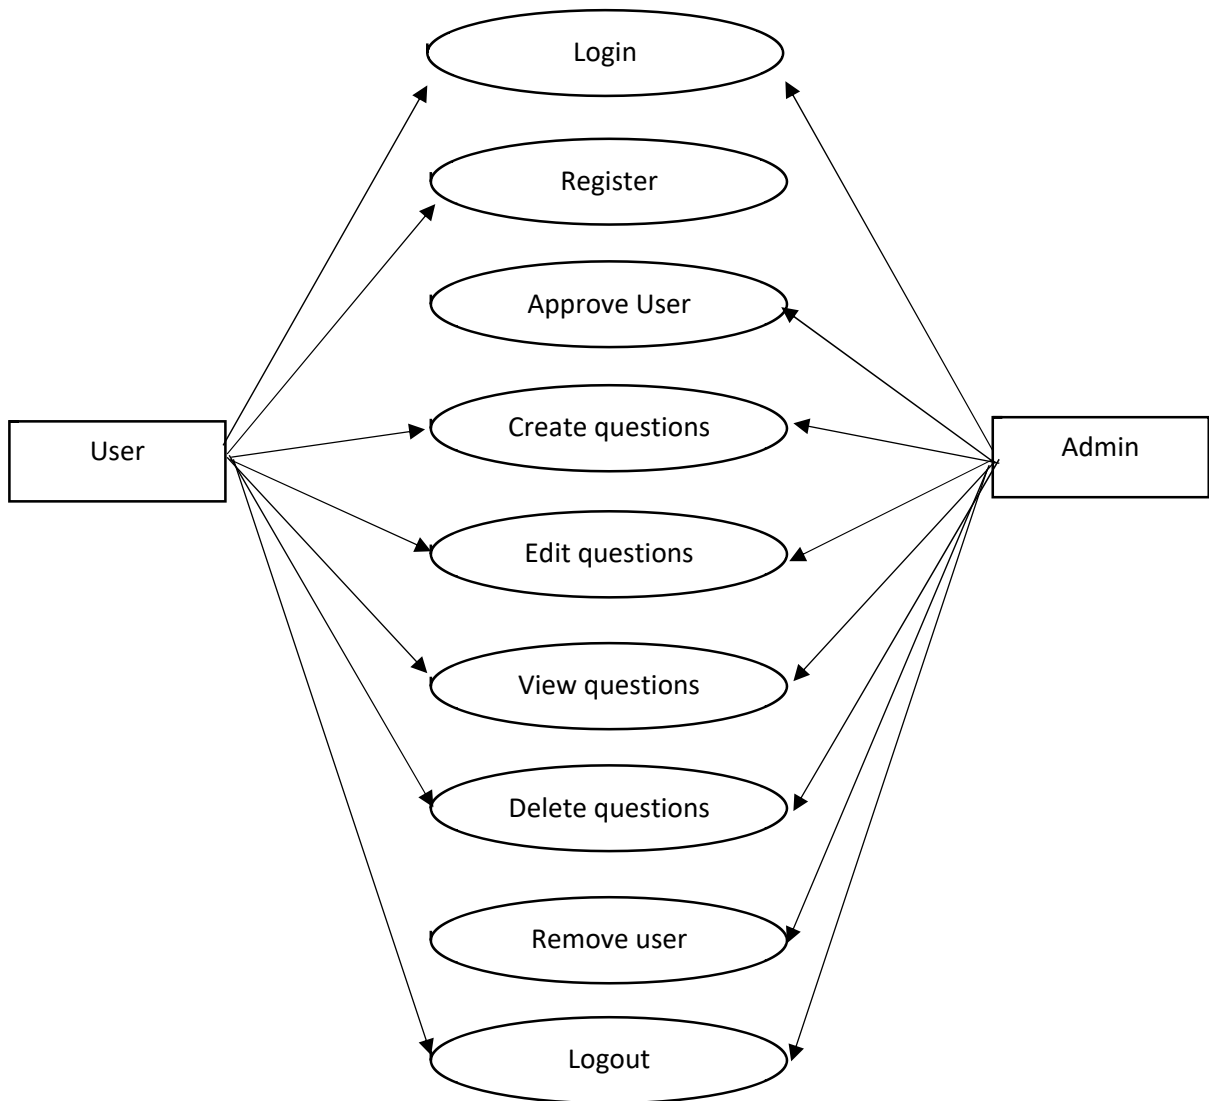 Login
Register
Approve User
Create questions
User
Admin
Edit questions
View questions
Delete questions
Remove user
Logout